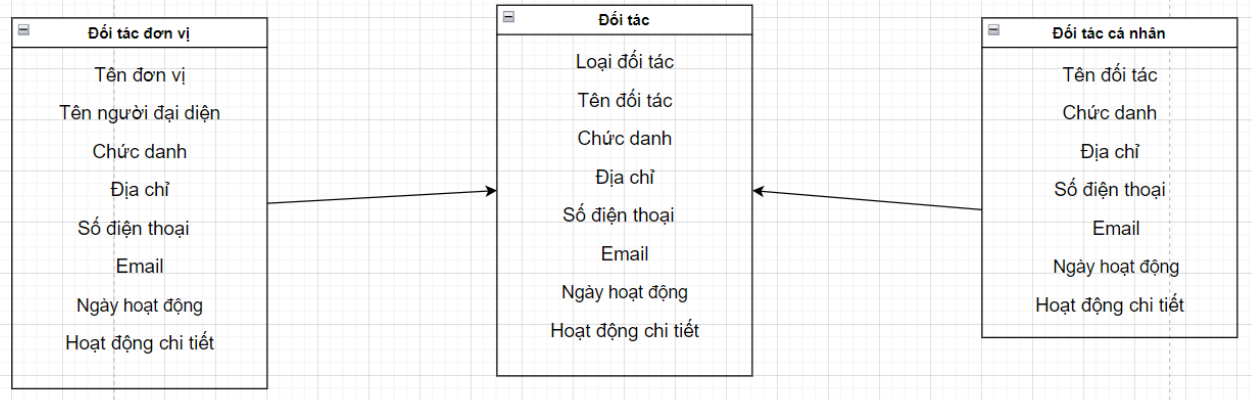 Đối tác đơn vị
Tên đơn vị
Tên người đại diện
Chức danh
Địa chỉ
Số điện thoại
Email
Ngày hoạt động
Hoạt động chi tiết
Đối tác
Loại đối tác
Tên đối tác
Chức danh
Địa chỉ
Số điện thoại
Email
Ngày hoạt động
Hoạt động chi tiết
Đối tác cá nhân
Tên đối tác
Chức danh
Địa chỉ
Số điện thoại
Email
Ngày hoạt động
Hoạt động chi tiết